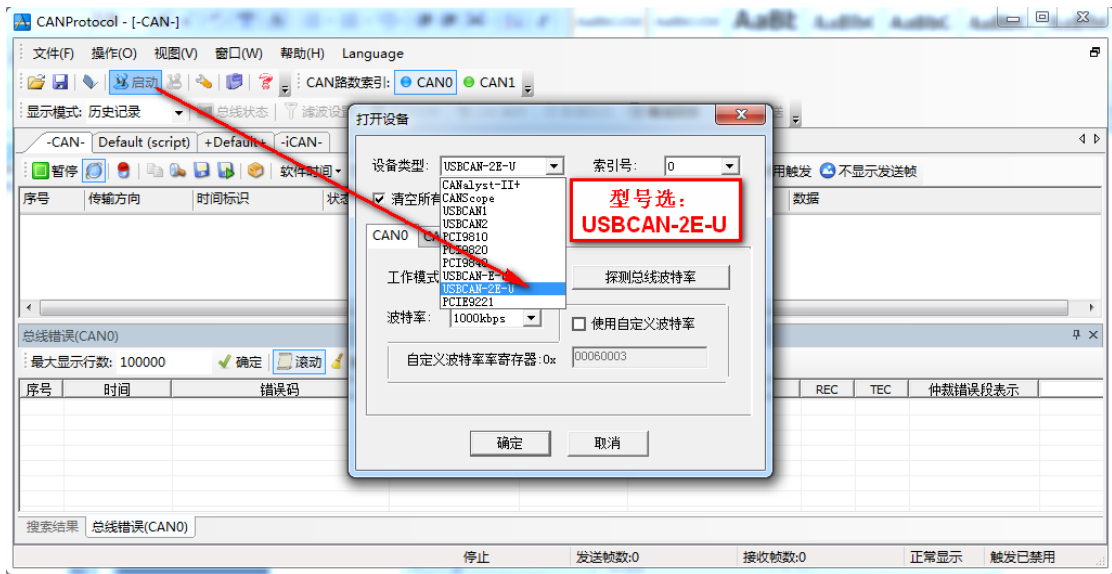 CANProtocol - [-CAN-]
文件(F) 操作(O) 视图(V) 窗口(W) 帮助(H) Language
启动 CAN路数索引: CAN0 CAN1
显示模式: 历史记录 总线状态 滤波设
-CAN- Default (script) +Default+ -iCAN-
暂停 软件时间 用触发 不显示发送帧
序号 传输方向 时间标识 状 数据
打开设备
设备类型: USBCAN-2E-U 索引号: 0
清空所有
CANalyst-II+
CANScope
USBCAN1
USBCAN2
PCI9810
PCI9820
PCI9840
USBCAN-E-U
USBCAN-2E-U
PCIE9221
型号选:
USBCAN-2E-U
CAN0 CA
工作模式 探测总线波特率
波特率: 1000kbps 使用自定义波特率
自定义波特率率寄存器:0x 00060003
确定 取消
总线错误(CAN0)
最大显示行数: 100000 确定 滚动
序号 时间 错误码 REC TEC 仲裁错误段表示
搜索结果 总线错误(CAN0)
停止 发送帧数:0 接收帧数:0 正常显示 触发已禁用